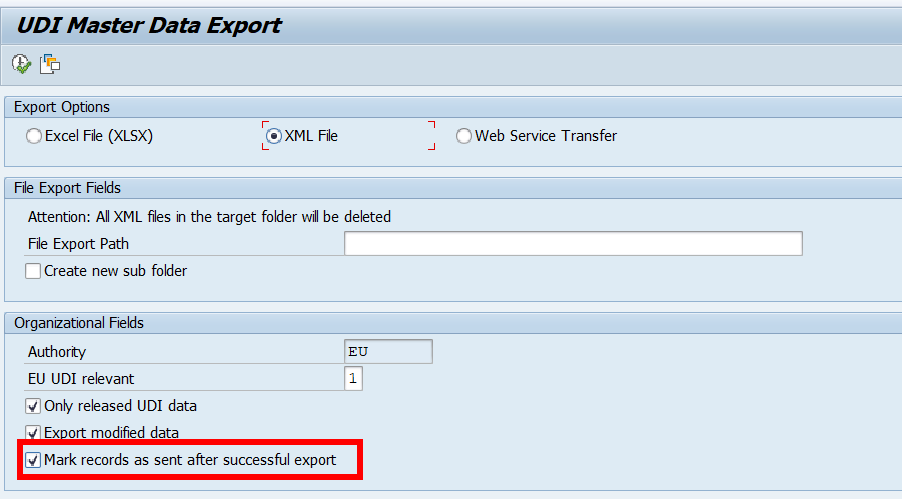 UDI Master Data Export
Export Options
Excel File (XLSX) XML File Web Service Transfer
File Export Fields
Attention: All XML files in the target folder will be deleted
File Export Path
Create new sub folder
Organizational Fields
Authority EU
EU UDI relevant 1
Only released UDI data
Export modified data
Mark records as sent after successful export